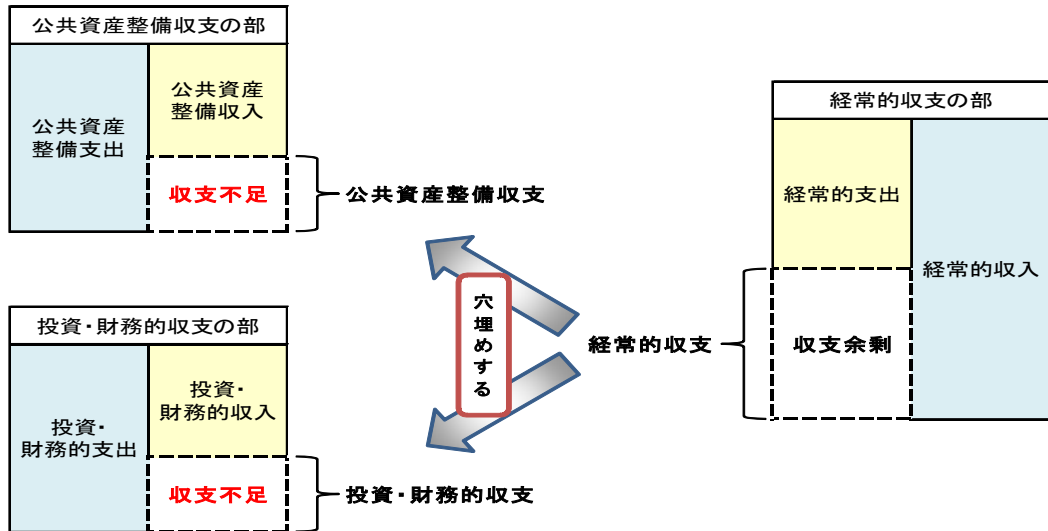 公共資産整備収支の部
公共資産
整備支出
公共資産
整備収入
収支不足
公共資産整備収支
投資・財務的収支の部
投資・
財務的支出
投資・
財務的収入
収支不足
投資・財務的収支
穴埋めする
経常的収支
経常的収支の部
経常的支出
収支余剰
経常的収入